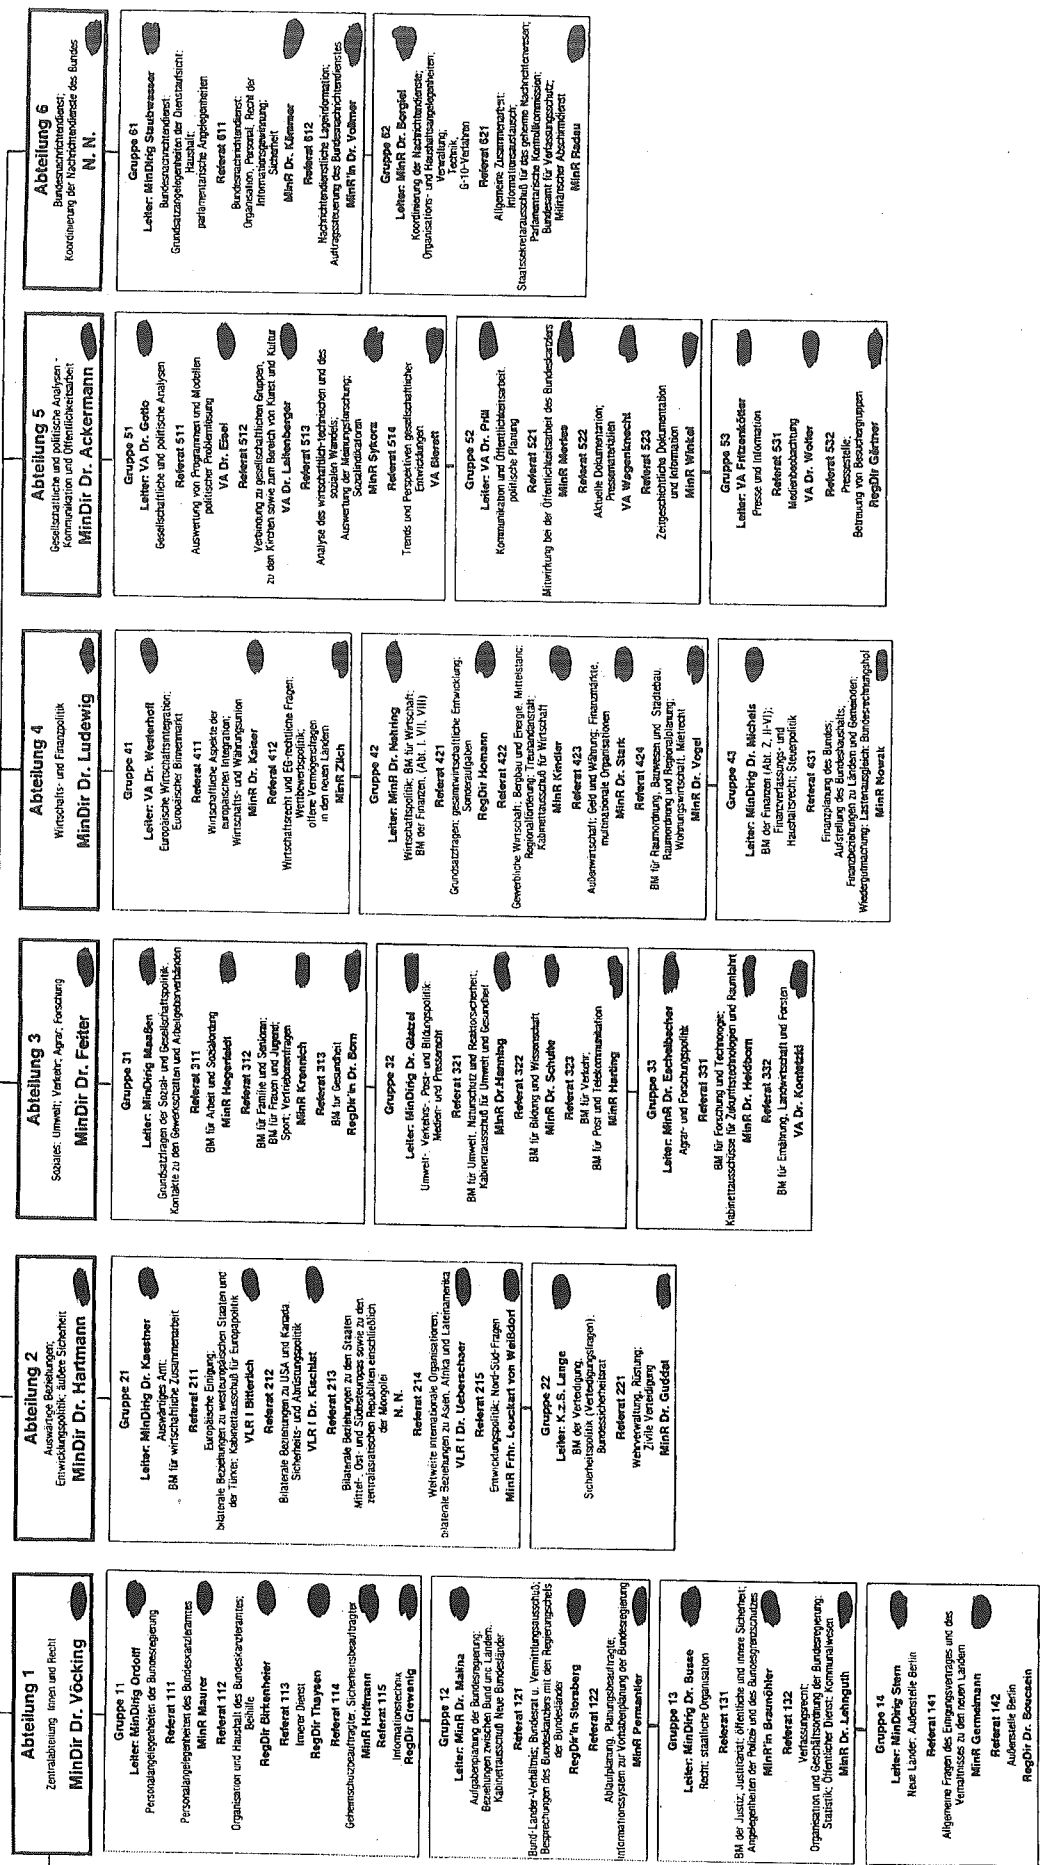 Abteilung 1
Zentralabteilung Innen und Recht
MinDir Dr. Vöcking
Gruppe 11
Leiter: MinDirig Ordolff
Personalangelegenheiten der Bundesregierung
Referat 111
Personalangelegenheiten des Bundeskanzleramtes
MinR Maurer
Referat 112
Organisation und Haushalt des Bundeskanzleramtes;
Beihilfe
RegDir Birkenheier
Referat 113
Innerer Dienst
RegDir Thaysen
Referat 114
Geheimschutzbeauftragter, Sicherheitsbeauftragter
MinR Hoffmann
Referat 115
Informationstechnik
RegDir Grewenig
Gruppe 12
Leiter: MinR Dr. Malina
Aufgabenplanung der Bundesregierung;
Beziehungen zwischen Bund und Ländern;
Kabinettausschuß Neue Bundesländer
Referat 121
Bund-Länder-Verhältnis; Bundesrat u. Vermittlungsausschuß;
Besprechungen des Bundeskanzlers mit den Regierungschefs
der Bundesländer
RegDir'in Storsberg
Referat 122
Ablaufplanung, Planungsbeauftragte,
Informationssystem zur Vorhabenplanung der Bundesregierung
MinR Permantier
Gruppe 13
Leiter: MinDirig Dr. Busse
Recht; staatliche Organisation
Referat 131
BM der Justiz; Justitiariat; öffentliche und innere Sicherheit;
Angelegenheiten der Polizei und des Bundesgrenzschutzes
MinR'in Braumöhler
Referat 132
Verfassungsrecht;
Organisation und Geschäftsordnung der Bundesregierung;
Statistik; Öffentlicher Dienst; Kommunalwesen
MinR Dr. Lehnguth
Gruppe 14
Leiter: MinDirig Stern
Neue Länder; Außenstelle Berlin
Referat 141
Allgemeine Fragen des Einigungsvertrages und des
Verhältnisses zu den neuen Ländern
MinR Germelmann
Referat 142
Außenstelle Berlin
RegDir Dr. Boucsein
Abteilung 2
Auswärtige Beziehungen;
Entwicklungspolitik; äußere Sicherheit
MinDir Dr. Hartmann
Gruppe 21
Leiter: MinDirig Dr. Kaestner
Auswärtiges Amt;
BM für wirtschaftliche Zusammenarbeit
Referat 211
Europäische Einigung;
bilaterale Beziehungen zu westeuropäischen Staaten und
der Türkei; Kabinettausschuß für Europapolitik
VLR I Bitterlich
Referat 212
Bilaterale Beziehungen zu USA und Kanada.
Sicherheits- und Abrüstungspolitik
VLR I Dr.
Referat 213
Bilaterale Beziehungen zu den Staaten
Mittel-, Ost- und Südosteuropas sowie zu den
zentralasiatischen Republiken einschließlich
der Mongolei
N. N.
Referat 214
Weltweite internationale Organisationen;
bilaterale Beziehungen zu Asien, Afrika und Lateinamerika
VLR I Dr. Ueberschaer
Referat 215
Entwicklungspolitik; Nord-Süd-Fragen
MinR Frhr. Leuckart von Weißdorf
Gruppe 22
Leiter: K.z.S. Lange
BM der Verteidigung,
Sicherheitspolitik (Verteidigungsfragen).
Bundessicherheitsrat
Referat 221
Wehrverwaltung, Rüstung;
Zivile Verteidigung
MinR Dr. Guddat
Abteilung 3
Soziales; Umwelt; Verkehr; Agrar; Forschung
MinDir Dr. Feiter
Gruppe 31
Leiter: MinDirig Maaßen
Grundsatzfragen der Sozial- und Gesellschaftspolitik,
Kontakte zu den Gewerkschaften und Arbeitgeberverbänden
Referat 311
BM für Arbeit und Sozialordnung
MinR Hegerfeldt
Referat 312
BM für Familie und Senioren;
BM für Frauen und Jugend;
Sport; Vertriebenenfragen
MinR Krennich
Referat 313
BM für Gesundheit
RegDir'in Dr. Born
Gruppe 32
Leiter: MinDirig Dr. Glatzel
Umwelt-, Verkehrs-, Post- und Bildungspolitik;
Medien- und Presserecht
Referat 321
BM für Umwelt, Naturschutz und Reaktorsicherheit;
Kabinettausschuß für Umwelt und Gesundheit
MinR Dr. Hamling
Referat 322
BM für Bildung und Wissenschaft
MinR Dr. Schulte
Referat 323
BM für Verkehr;
BM für Post und Telekommunikation
MinR Harting
Gruppe 33
Leiter: MinR Dr. Eschelbacher
Agrar- und Forschungspolitik
Referat 331
BM für Forschung und Technologie;
Kabinettausschüsse für Zukunftstechnologien und Raumfahrt
MinR Dr. Heldborn
Referat 332
BM für Ernährung, Landwirtschaft und Forsten
VA Dr.
Abteilung 4
Wirtschafts- und Finanzpolitik
MinDir Dr. Ludewig
Gruppe 41
Leiter: VA Dr. Westerhoff
Europäische Wirtschaftsintegration;
Europäischer Binnenmarkt
Referat 411
Wirtschaftliche Aspekte der
europäischen Integration;
Wirtschafts- und Währungsunion
MinR Dr. Kaiser
Referat 412
Wirtschaftsrecht und EG-rechtliche Fragen;
Wettbewerbspolitik;
offene Vermögensfragen
in den neuen Ländern
MinR Zilch
Gruppe 42
Leiter: MinR Dr. Nehring
Wirtschaftspolitik; BM für Wirtschaft;
BM der Finanzen (Abt. I, VII, VIII)
Referat 421
Grundsatzfragen; gesamtwirtschaftliche Entwicklung;
Sonderaufgaben
RegDir Homann
Referat 422
Gewerbliche Wirtschaft; Bergbau und Energie, Mittelstand;
Regionalförderung; Treuhandanstalt;
Kabinettausschuß für Wirtschaft
MinR Kindler
Referat 423
Außenwirtschaft; Geld und Währung; Finanzmärkte,
multinationale Organisationen
MinR Dr. Stark
Referat 424
BM für Raumordnung, Bauwesen und Städtebau,
Raumordnung und Regionalplanung;
Wohnungswirtschaft; Mietrecht
MinR Dr. Vogel
Gruppe 43
Leiter: MinDirig Dr. Michels
BM der Finanzen (Abt. Z, II-VI);
Finanzverfassungs- und
Haushaltsrecht; Steuerpolitik
Referat 431
Finanzplanung des Bundes;
Aufstellung des Bundeshaushalts,
Finanzbeziehungen zu Ländern und Gemeinden;
Wiedergutmachung; Lastenausgleich; Bundesrechnungshof
MinR Nowak
Abteilung 5
Gesellschaftliche und politische Analysen -
Kommunikation und Öffentlichkeitsarbeit
MinDir Dr. Ackermann
Gruppe 51
Leiter: VA Dr. Gotto
Gesellschaftliche und politische Analysen
Referat 511
Auswertung von Programmen und Modellen
politischer Problemlösung
VA Dr. Eisel
Referat 512
Verbindung zu gesellschaftlichen Gruppen,
zu den Kirchen sowie zum Bereich von Kunst und Kultur
VA Dr. Laitenberger
Referat 513
Analyse des wirtschaftlich-technischen und des
sozialen Wandels;
Auswertung der Meinungsforschung;
Sozialindikatoren
MinR Sykora
Referat 514
Trends und Perspektiven gesellschaftlicher
Entwicklungen
VA Bierett
Gruppe 52
Leiter: VA Dr. Prill
Kommunikation und Öffentlichkeitsarbeit,
politische Planung
Referat 521
Mitwirkung bei der Öffentlichkeitsarbeit des Bundeskanzlers
MinR Mertes
Referat 522
Aktuelle Dokumentation;
Pressematerialien
VA Wagenknecht
Referat 523
Zeitgeschichtliche Dokumentation
und Information
MinR Winkel
Gruppe 53
Leiter: VA Fritzenkötter
Presse und Information
Referat 531
Medienbeobachtung
VA Dr. Wolter
Referat 532
Pressestelle;
Betreuung von Besuchergruppen
RegDir Gärtner
Abteilung 6
Bundesnachrichtendienst;
Koordinierung der Nachrichtendienste des Bundes
N. N.
Gruppe 61
Leiter: MinDirig Staubwasser
Bundesnachrichtendienst:
Grundsatzangelegenheiten der Dienstaufsicht;
Haushalt;
parlamentarische Angelegenheiten
Referat 611
Bundesnachrichtendienst:
Organisation, Personal, Recht der
Informationsgewinnung;
Sicherheit
MinR Dr.
Referat 612
Nachrichtendienstliche Lageinformation;
Auftragssteuerung des Bundesnachrichtendienstes
MinR'in Dr. Vollmer
Gruppe 62
Leiter: MinR Dr. Borgiel
Koordinierung der Nachrichtendienste;
Organisations- und Haushaltsangelegenheiten;
Verwaltung;
Technik,
G-10-Verfahren
Referat 621
Allgemeine Zusammenarbeit;
Informationsaustausch;
Staatssekretärausschuß für das geheime Nachrichtenwesen;
Parlamentarische Kontrollkommission;
Bundesamt für Verfassungsschutz;
Militärischer Abschirmdienst
MinR Radau